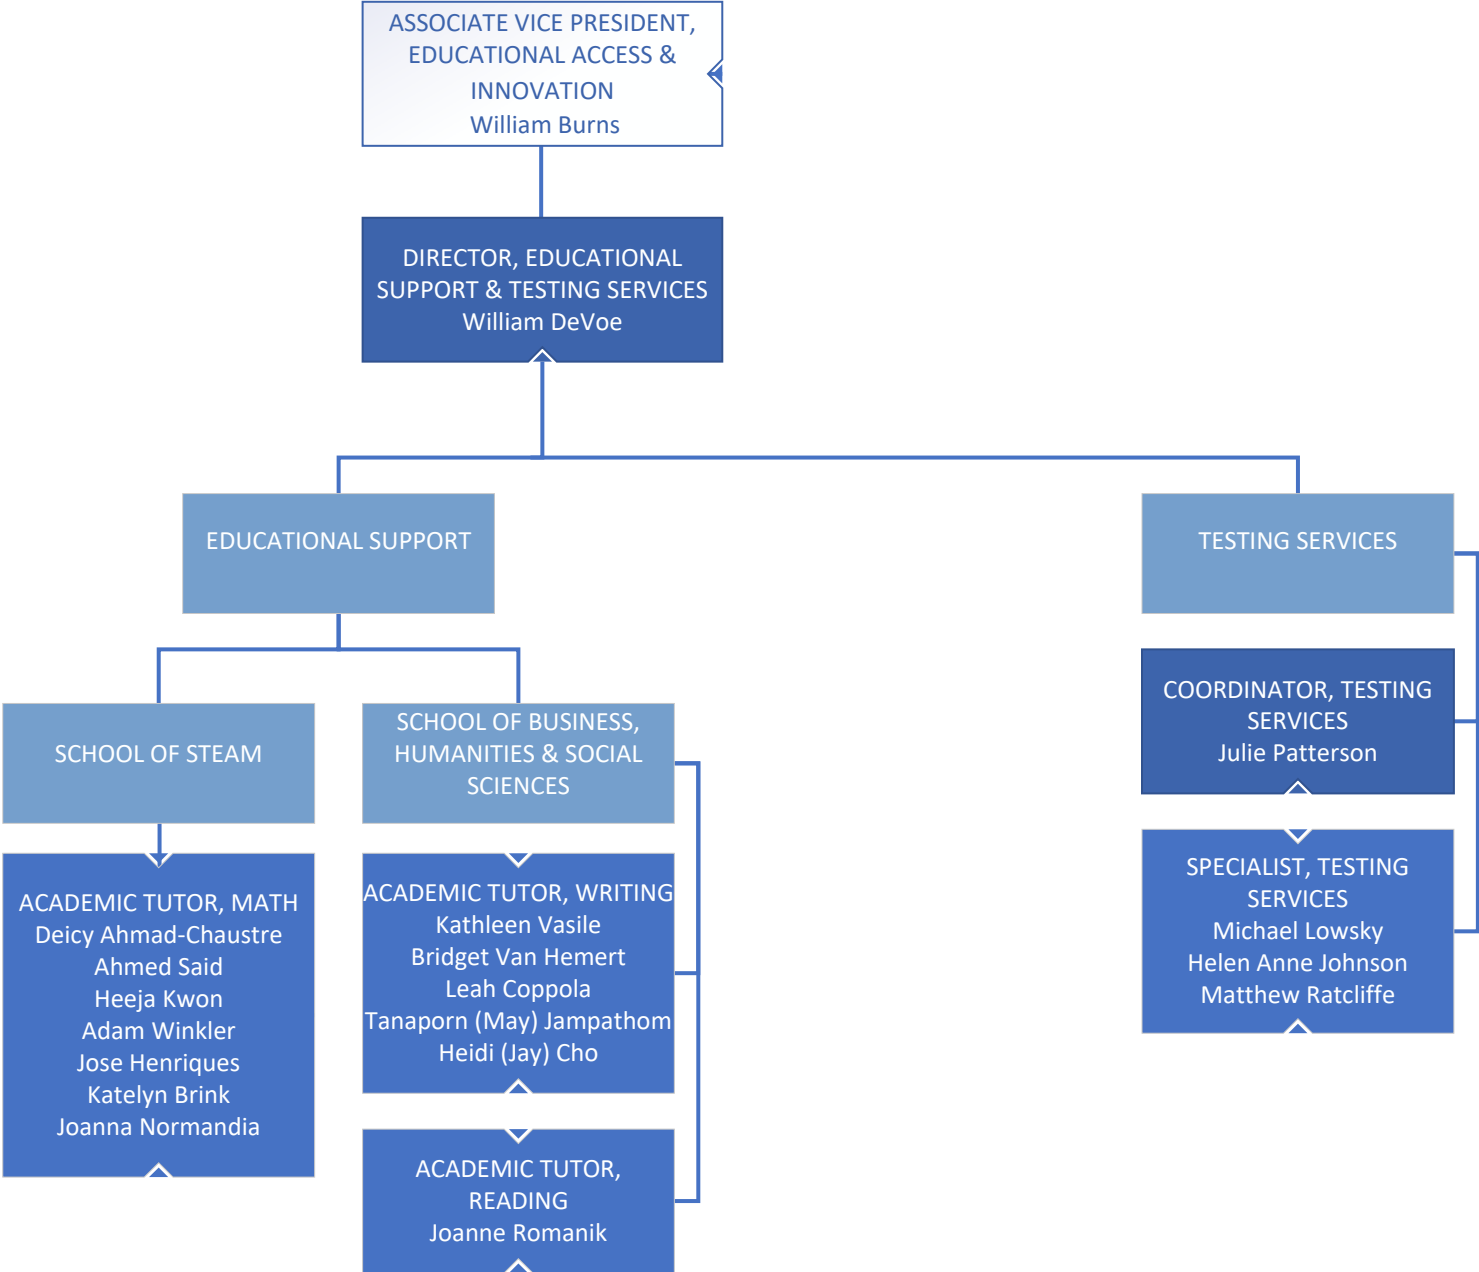 ASSOCIATE VICE PRESIDENT,
EDUCATIONAL ACCESS &
INNOVATION
William Burns
DIRECTOR, EDUCATIONAL
SUPPORT & TESTING SERVICES
William DeVoe
EDUCATIONAL SUPPORT
TESTING SERVICES
SCHOOL OF STEAM
SCHOOL OF BUSINESS,
HUMANITIES & SOCIAL
SCIENCES
COORDINATOR, TESTING
SERVICES
Julie Patterson
ACADEMIC TUTOR, MATH
Deicy Ahmad-Chaustre
Ahmed Said
Heeja Kwon
Adam Winkler
Jose Henriques
Katelyn Brink
Joanna Normandia
ACADEMIC TUTOR, WRITING
Kathleen Vasile
Bridget Van Hemert
Leah Coppola
Tanaporn (May) Jampathom
Heidi (Jay) Cho
SPECIALIST, TESTING
SERVICES
Michael Lowsky
Helen Anne Johnson
Matthew Ratcliffe
ACADEMIC TUTOR,
READING
Joanne Romanik